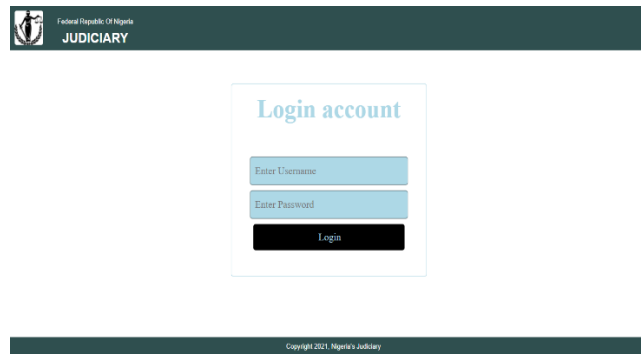 Federal Republic Of Nigeria
JUDICIARY
Login account
Enter Username
Enter Password
Login
Copyright 2021, Nigeria's Judiciary